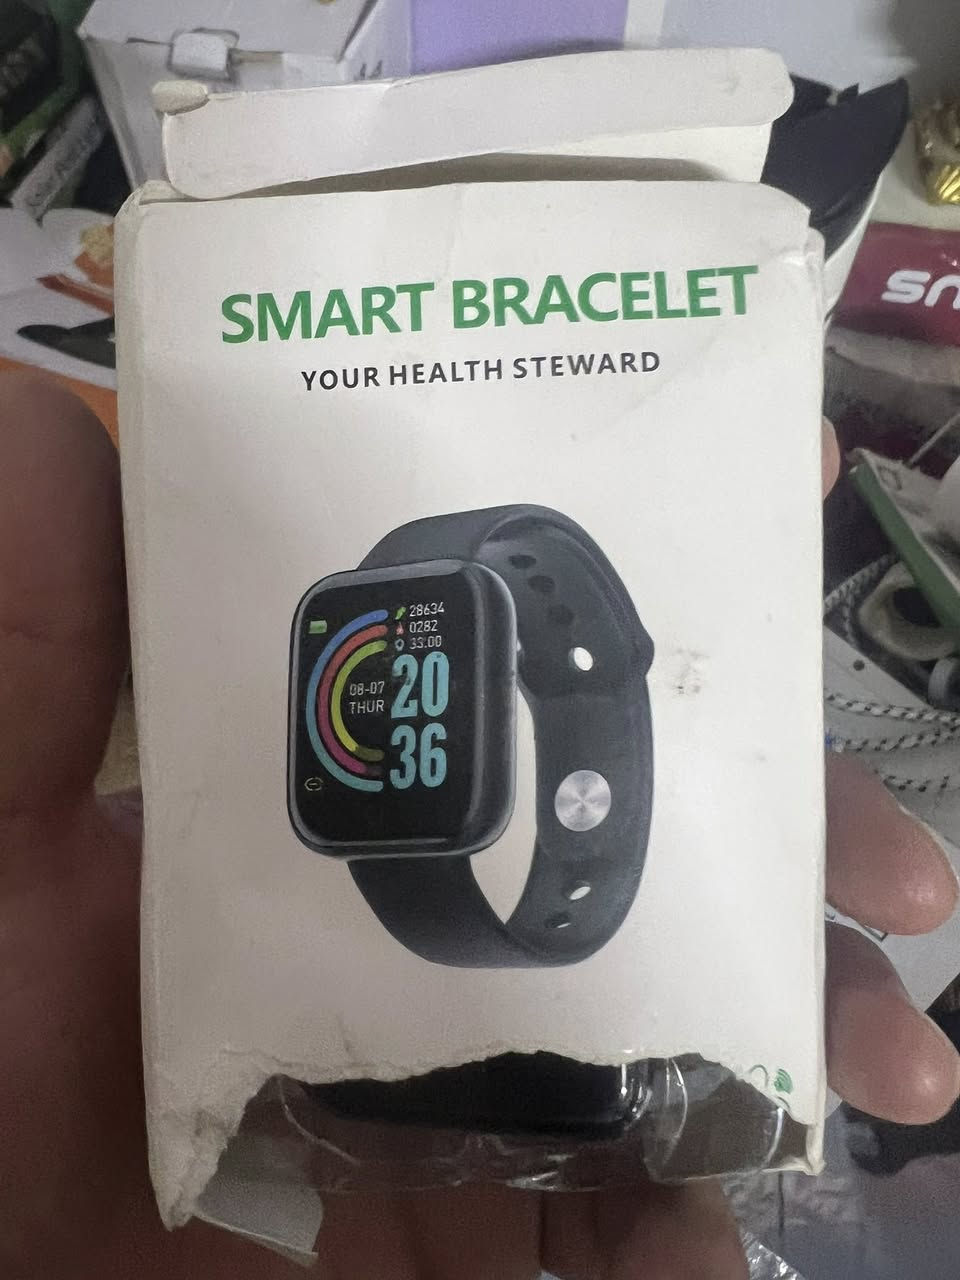 SMART BRACELET
YOUR HEALTH STEWARD
28634
0282
33.00
08-07
THUR
20
36